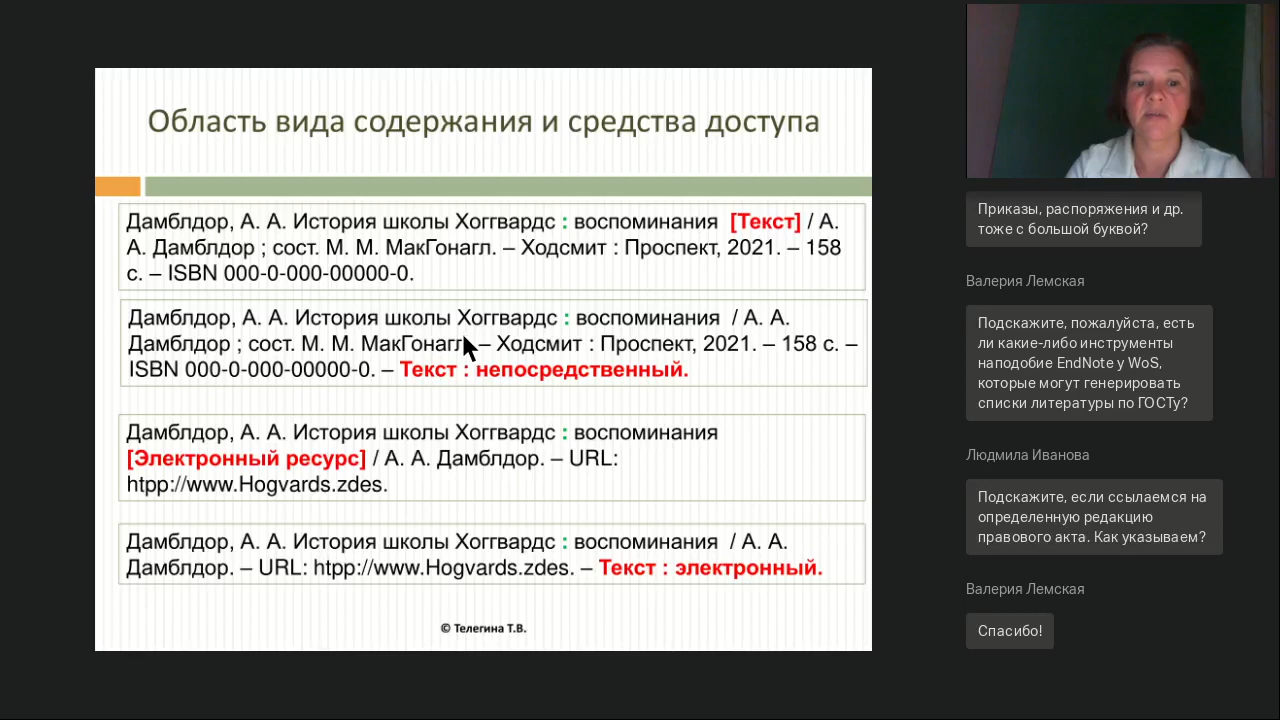 Область вида содержания и средства доступа
Дамблдор, А. А. История школы Хоггвардс : воспоминания [Текст] / А.
А. Дамблдор ; сост. М. М. МакГонагл. – Ходсмит : Проспект, 2021. – 158
с. – ISBN 000-0-000-00000-0.
Дамблдор, А. А. История школы Хоггвардс : воспоминания / А. А.
Дамблдор ; сост. М. М. МакГонагл. – Ходсмит : Проспект, 2021. – 158 с. –
ISBN 000-0-000-00000-0. – Текст : непосредственный.
Дамблдор, А. А. История школы Хоггвардс : воспоминания
[Электронный ресурс] / А. А. Дамблдор. – URL:
htpp://www.Hogvards.zdes.
Дамблдор, А. А. История школы Хоггвардс : воспоминания / А. А.
Дамблдор. – URL: htpp://www.Hogvards.zdes. – Текст : электронный.
© Телегина Т.В.
Приказы, распоряжения и др.
тоже с большой буквой?
Валерия Лемская
Подскажите, пожалуйста, есть
ли какие-либо инструменты
наподобие EndNote у WoS,
которые могут генерировать
списки литературы по ГОСТу?
Людмила Иванова
Подскажите, если ссылаемся на
определенную редакцию
правового акта. Как указываем?
Валерия Лемская
Спасибо!